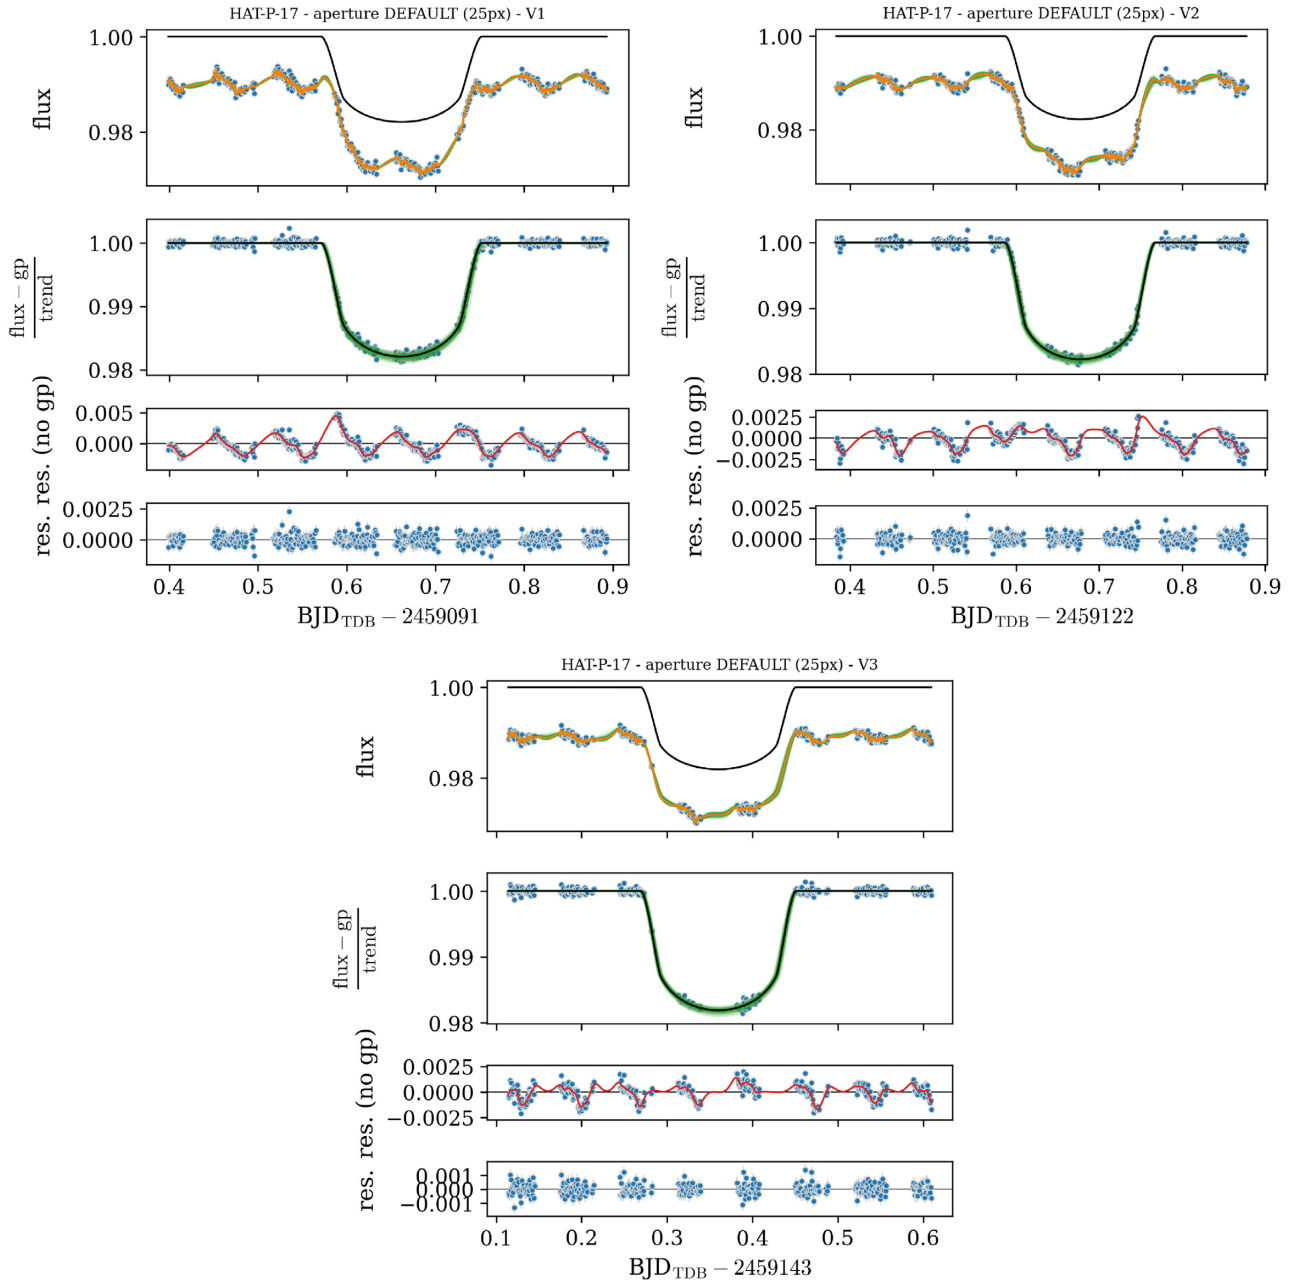 HAT-P-17 - aperture DEFAULT (25px) - V1
1.00
0.98
flux
1.00
0.99
0.98
flux − gp
trend
0.005
0.000
res. (no gp)
0.0025
0.0000
res.
0.4 0.5 0.6 0.7 0.8 0.9
BJD_TDB − 2459091
HAT-P-17 - aperture DEFAULT (25px) - V2
1.00
0.98
flux
1.00
0.99
0.98
flux − gp
trend
0.0025
0.0000
−0.0025
res. (no gp)
0.0025
0.0000
res.
0.4 0.5 0.6 0.7 0.8 0.9
BJD_TDB − 2459122
HAT-P-17 - aperture DEFAULT (25px) - V3
1.00
0.98
flux
1.00
0.99
0.98
flux − gp
trend
0.0025
0.0000
−0.0025
res. (no gp)
0.001
0.000
−0.001
res.
0.1 0.2 0.3 0.4 0.5 0.6
BJD_TDB − 2459143